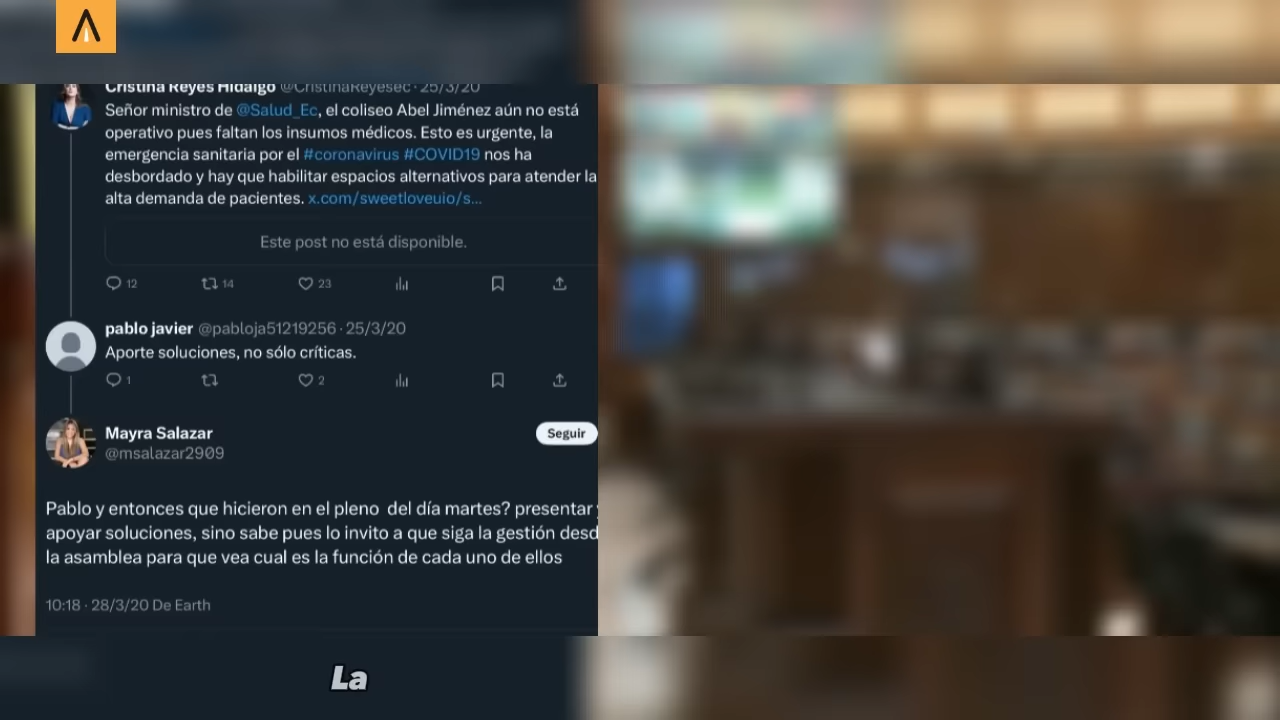 Cristina Reyes Hidalgo @CristinaReyesec · 25/3/20
Señor ministro de @Salud_Ec, el coliseo Abel Jiménez aún no está
operativo pues faltan los insumos médicos. Esto es urgente, la
emergencia sanitaria por el #coronavirus #COVID19 nos ha
desbordado y hay que habilitar espacios alternativos para atender la
alta demanda de pacientes. x.com/sweetloveuio/s...
Este post no está disponible.
12 14 23
pablo javier @pabloja51219256 · 25/3/20
Aporte soluciones, no sólo críticas.
1 2
Mayra Salazar
Seguir
@msalazar2909
Pablo y entonces que hicieron en el pleno del día martes? presentar
apoyar soluciones, sino sabe pues lo invito a que siga la gestión desd
la asamblea para que vea cual es la función de cada uno de ellos
10:18 · 28/3/20 De Earth
La